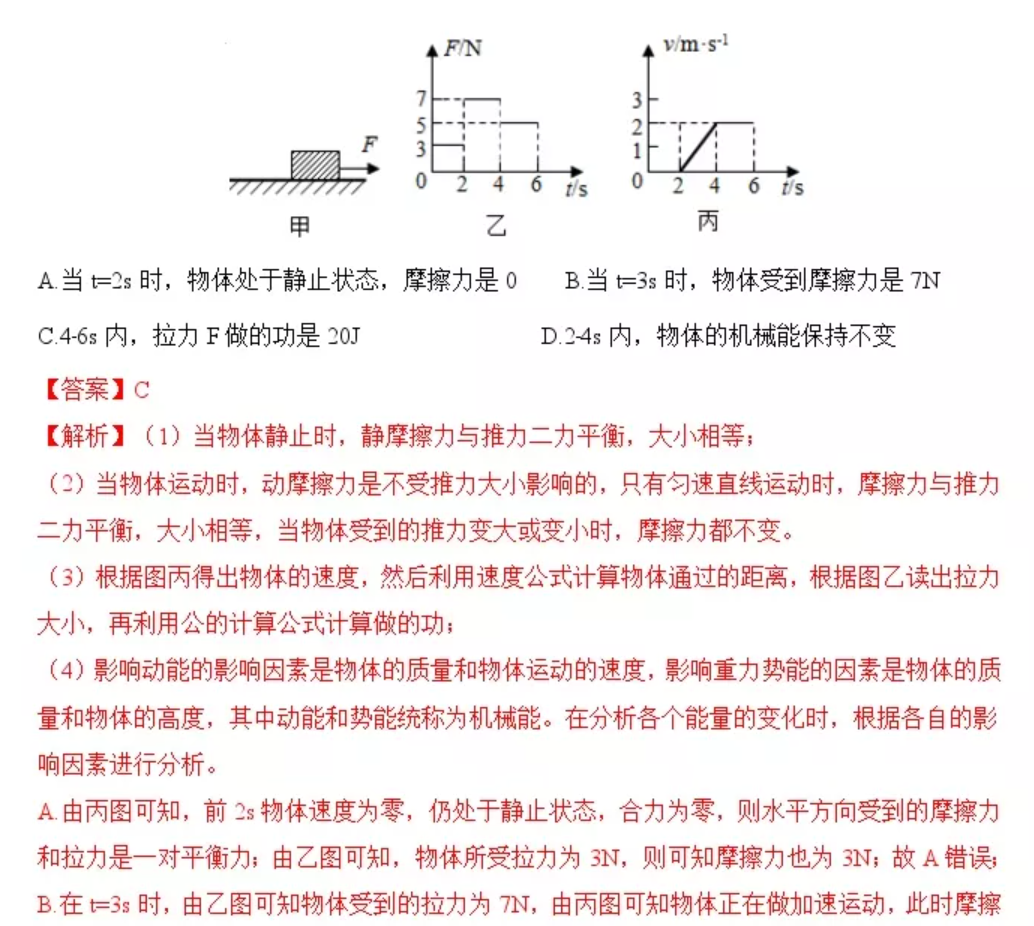 F/N
v/m·s-1
7
5
3
0 2 4 6 t/s
3
2
1
0 2 4 6 t/s
F
甲 乙 丙
A.当 t=2s 时，物体处于静止状态，摩擦力是 0 B.当 t=3s 时，物体受到摩擦力是 7N
C.4-6s 内，拉力 F 做的功是 20J D.2-4s 内，物体的机械能保持不变
【答案】C
【解析】（1）当物体静止时，静摩擦力与推力二力平衡，大小相等；
（2）当物体运动时，动摩擦力是不受推力大小影响的，只有匀速直线运动时，摩擦力与推力
二力平衡，大小相等，当物体受到的推力变大或变小时，摩擦力都不变。
（3）根据图丙得出物体的速度，然后利用速度公式计算物体通过的距离，根据图乙读出拉力
大小，再利用公的计算公式计算做的功；
（4）影响动能的影响因素是物体的质量和物体运动的速度，影响重力势能的因素是物体的质
量和物体的高度，其中动能和势能统称为机械能。在分析各个能量的变化时，根据各自的影
响因素进行分析。
A.由丙图可知，前 2s 物体速度为零，仍处于静止状态，合力为零，则水平方向受到的摩擦力
和拉力是一对平衡力；由乙图可知，物体所受拉力为 3N，则可知摩擦力也为 3N；故 A 错误；
B.在 t=3s 时，由乙图可知物体受到的拉力为 7N，由丙图可知物体正在做加速运动，此时摩擦